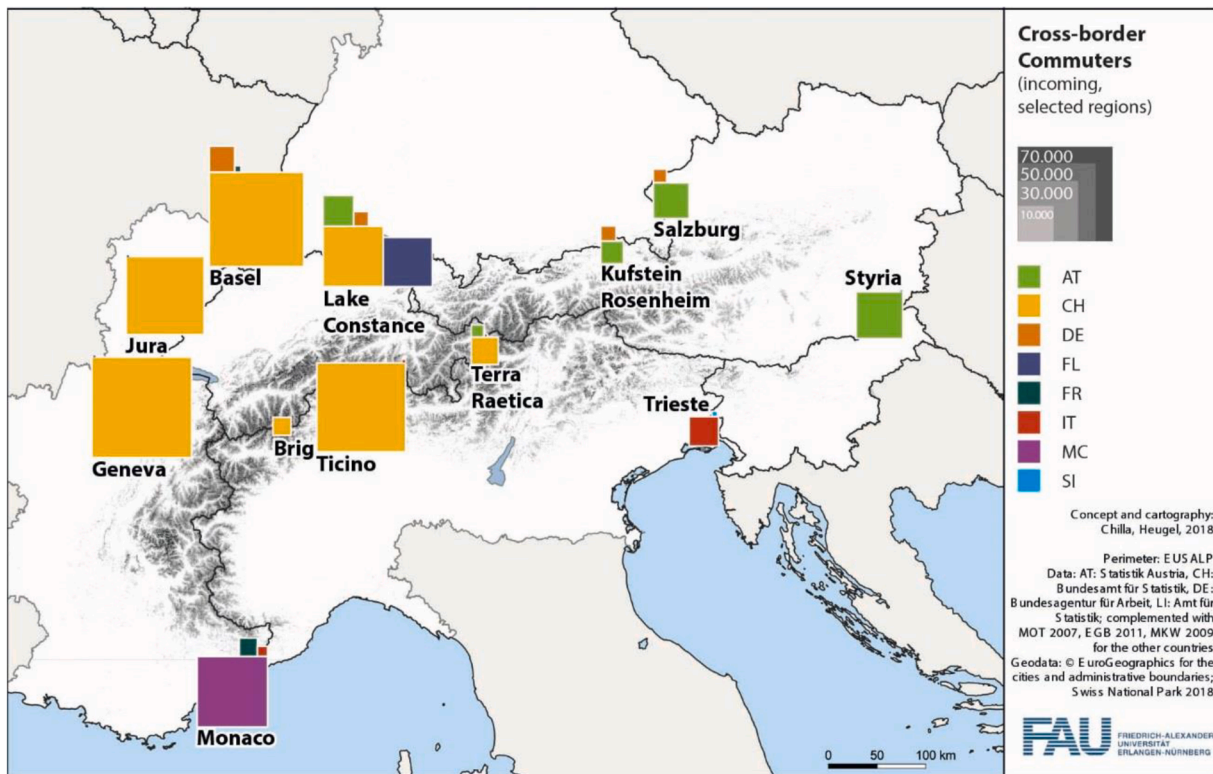 Cross-border
Commuters
(incoming,
selected regions)
70.000
50.000
30.000
10.000
AT
CH
DE
FL
FR
IT
MC
SI
Basel
Lake
Constance
Salzburg
Kufstein
Rosenheim
Styria
Jura
Terra
Raetica
Trieste
Geneva
Brig
Ticino
Monaco
0 50 100 km
Concept and cartography:
Chilla, Heugel, 2018
Perimeter: EUSALP
Data: AT: Statistik Austria, CH:
Bundesamt für Statistik, DE:
Bundesagentur für Arbeit, LI: Amt für
Statistik; complemented with
MOT 2007, EGB 2011, MKW 2009
for the other countries
Geodata: © EuroGeographics for the
cities and administrative boundaries;
Swiss National Park 2018
FAU
FRIEDRICH-ALEXANDER
UNIVERSITÄT
ERLANGEN-NÜRNBERG